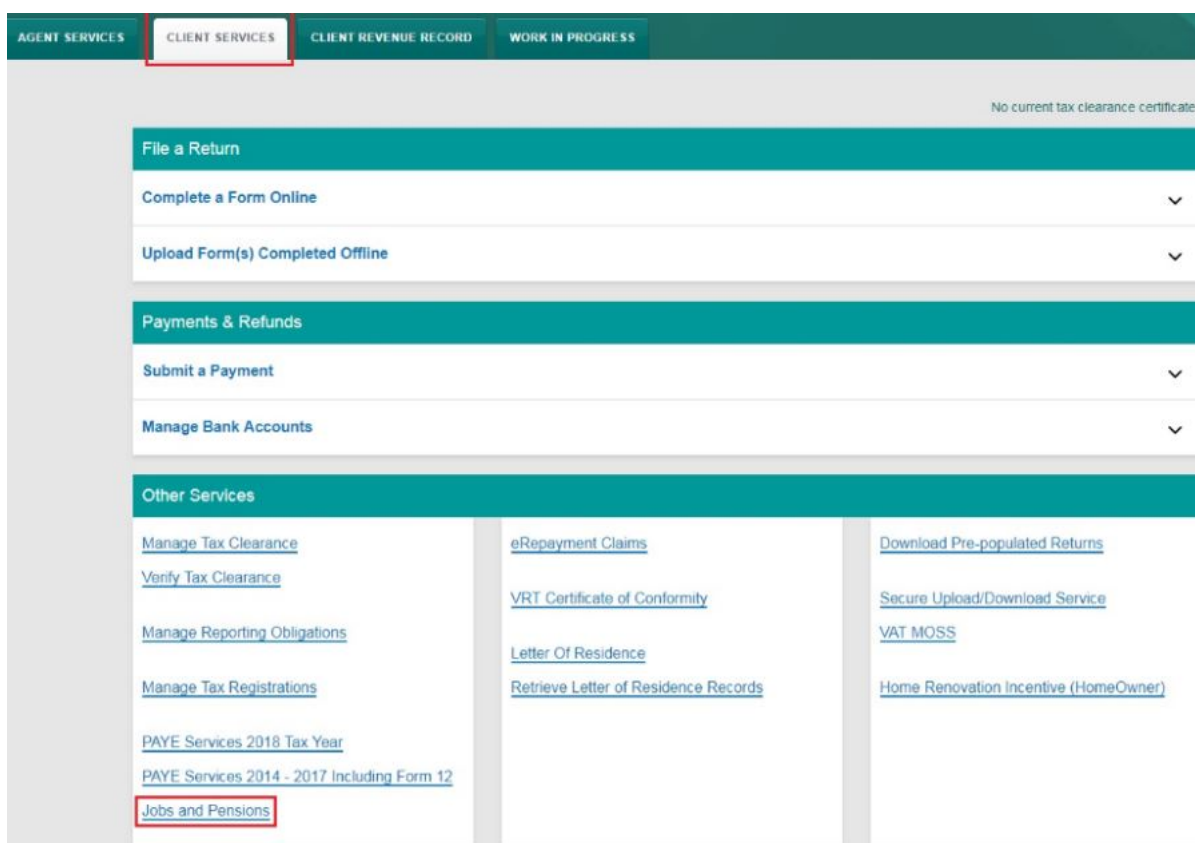 AGENT SERVICES CLIENT SERVICES CLIENT REVENUE RECORD WORK IN PROGRESS
No current tax clearance certificate
File a Return
Complete a Form Online
Upload Form(s) Completed Offline
Payments & Refunds
Submit a Payment
Manage Bank Accounts
Other Services
Manage Tax Clearance
Verify Tax Clearance
Manage Reporting Obligations
Manage Tax Registrations
PAYE Services 2018 Tax Year
PAYE Services 2014 - 2017 Including Form 12
Jobs and Pensions
eRepayment Claims
VRT Certificate of Conformity
Letter Of Residence
Retrieve Letter of Residence Records
Download Pre-populated Returns
Secure Upload/Download Service
VAT MOSS
Home Renovation Incentive (HomeOwner)